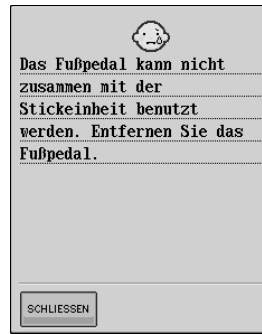 Das Fußpedal kann nicht
zusammen mit der
Stickeinheit benutzt
werden. Entfernen Sie das
Fußpedal.
SCHLIESSEN